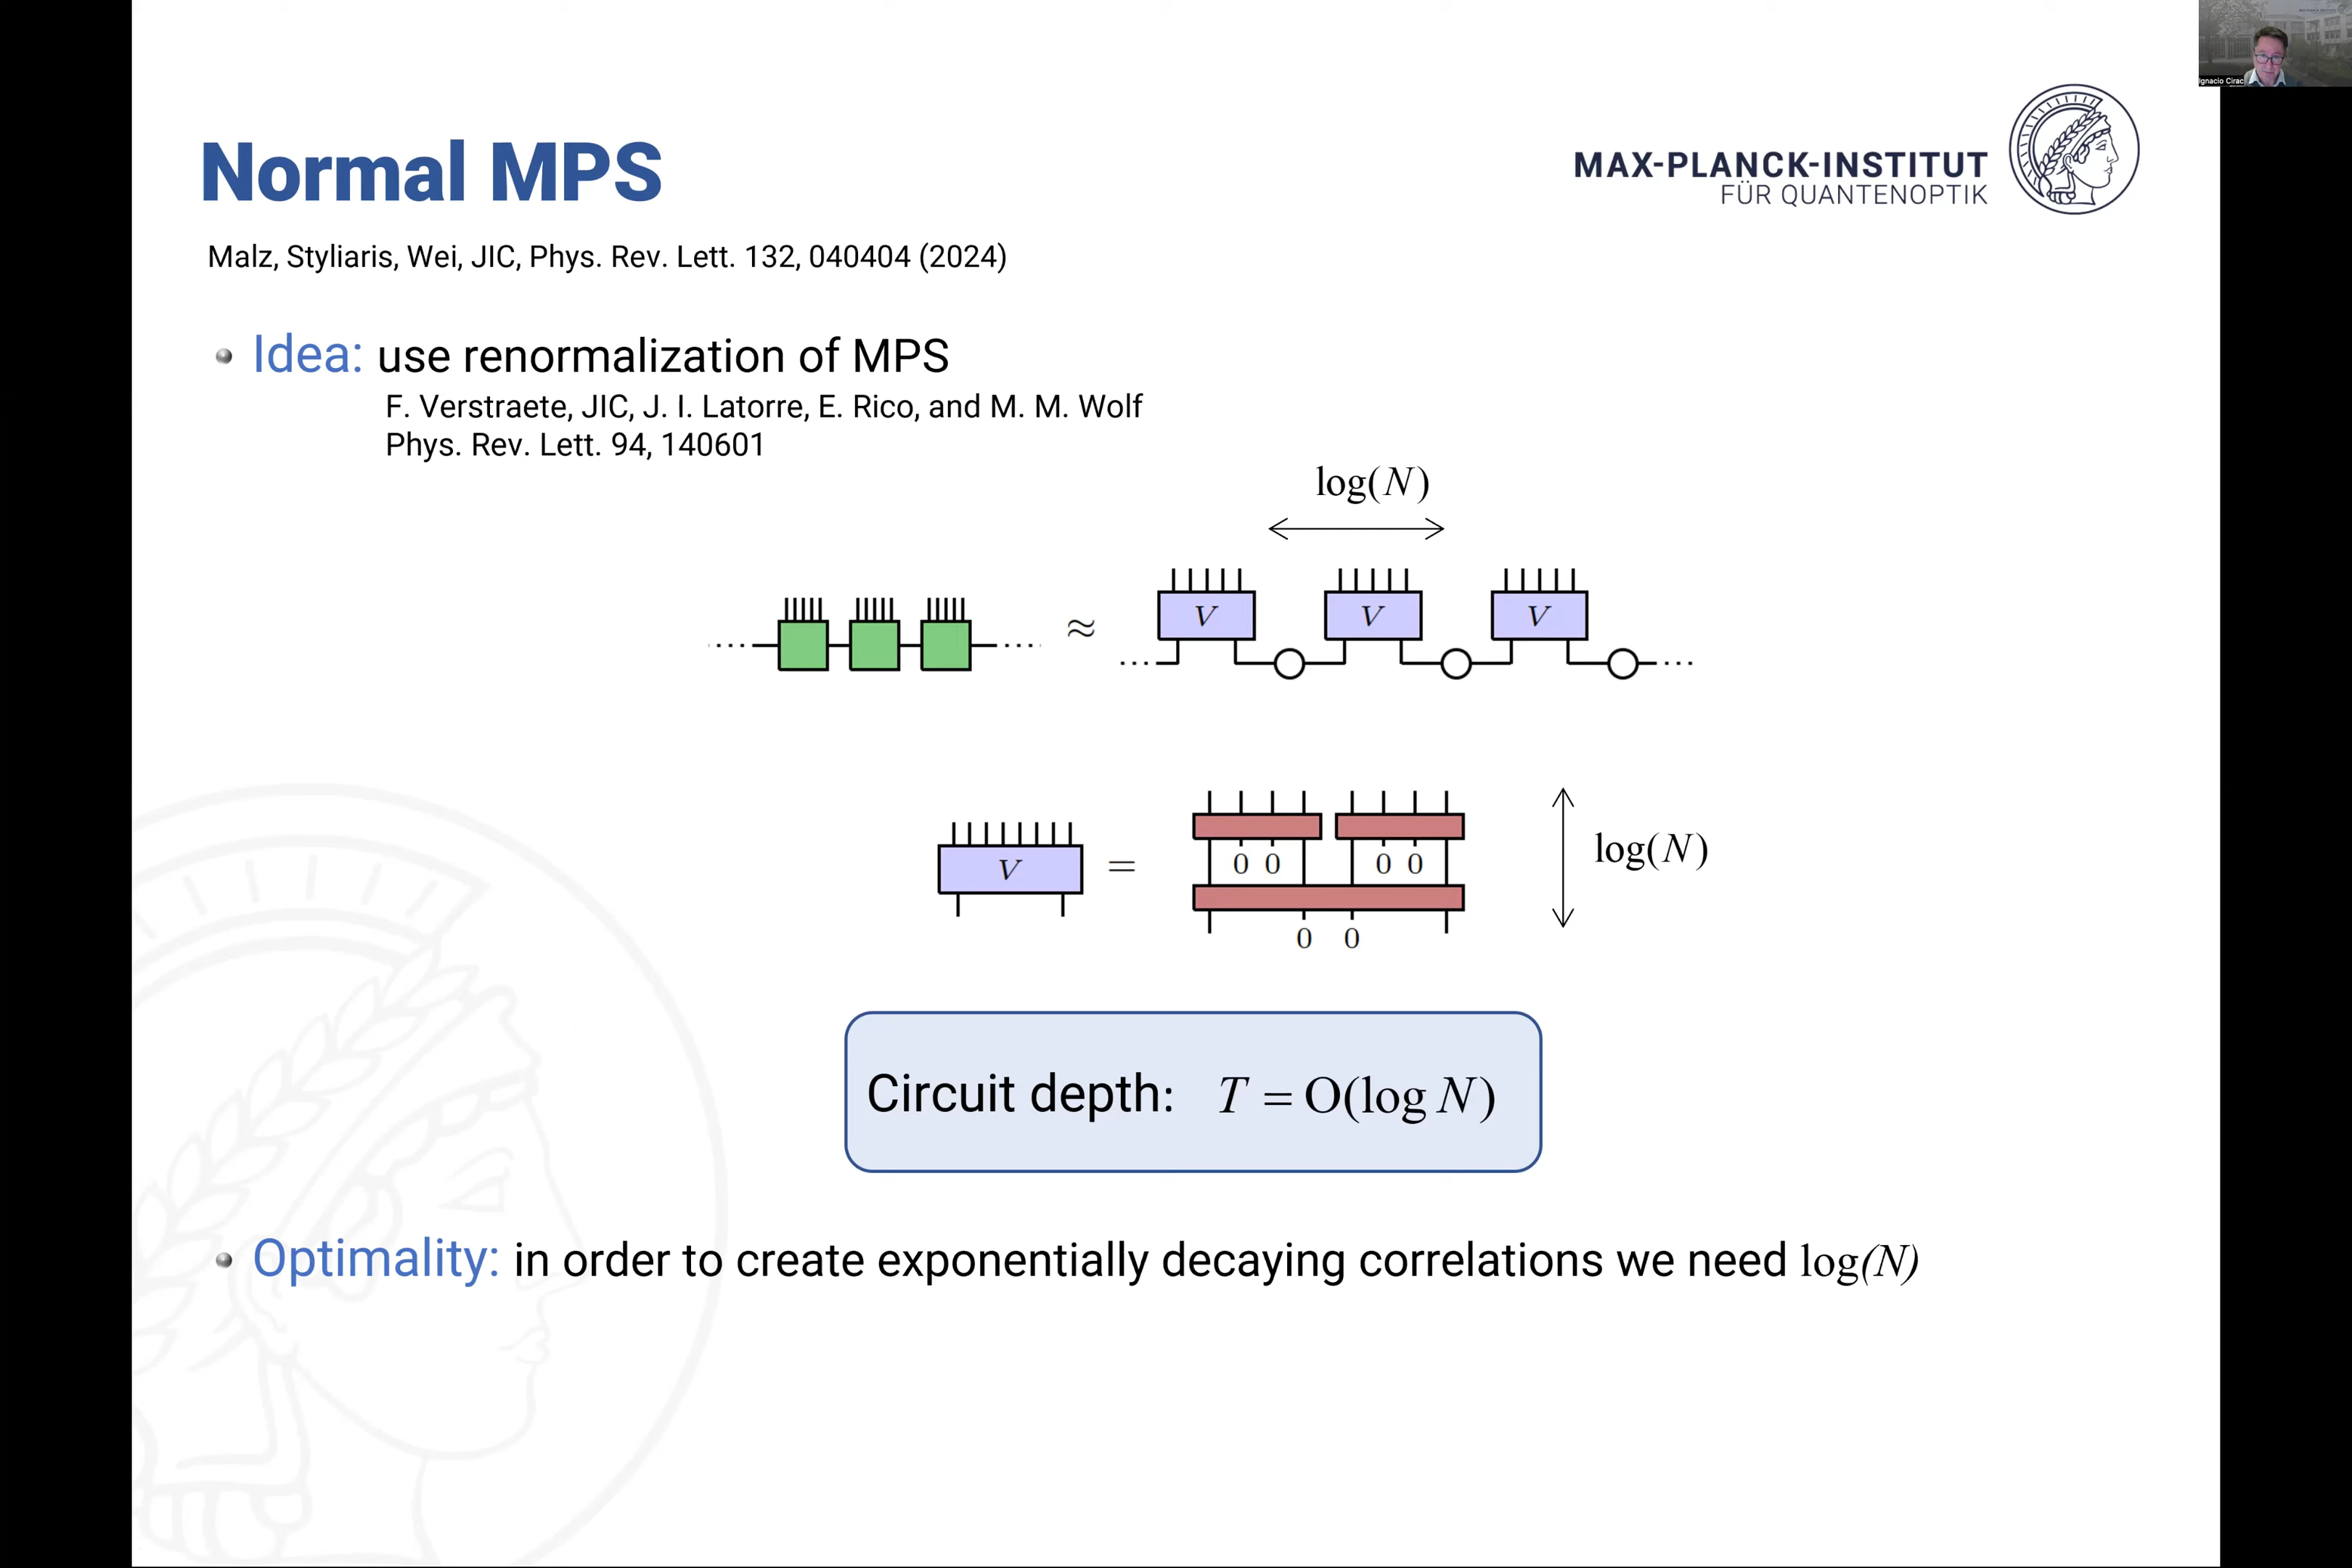 Ignacio Cirac
Normal MPS
MAX-PLANCK-INSTITUT
FÜR QUANTENOPTIK
Malz, Styliaris, Wei, JIC, Phys. Rev. Lett. 132, 040404 (2024)
Idea: use renormalization of MPS
F. Verstraete, JIC, J. I. Latorre, E. Rico, and M. M. Wolf
Phys. Rev. Lett. 94, 140601
log(N)
V V V
≈
V = 0 0 0 0
log(N)
0 0
Circuit depth: T = O(log N)
Optimality: in order to create exponentially decaying correlations we need log(N)